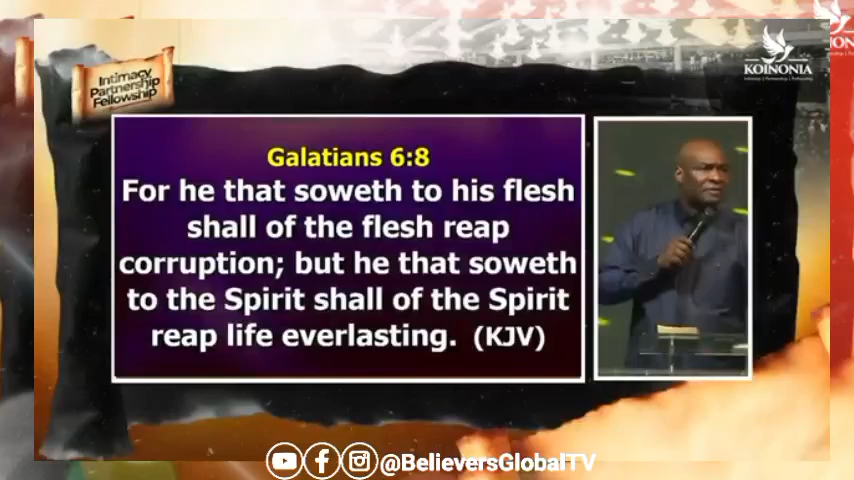 Intimacy
Partnership
Fellowship
KOINONIA
Galatians 6:8
For he that soweth to his flesh
shall of the flesh reap
corruption; but he that soweth
to the Spirit shall of the Spirit
reap life everlasting. (KJV)
@BelieversGlobalTV